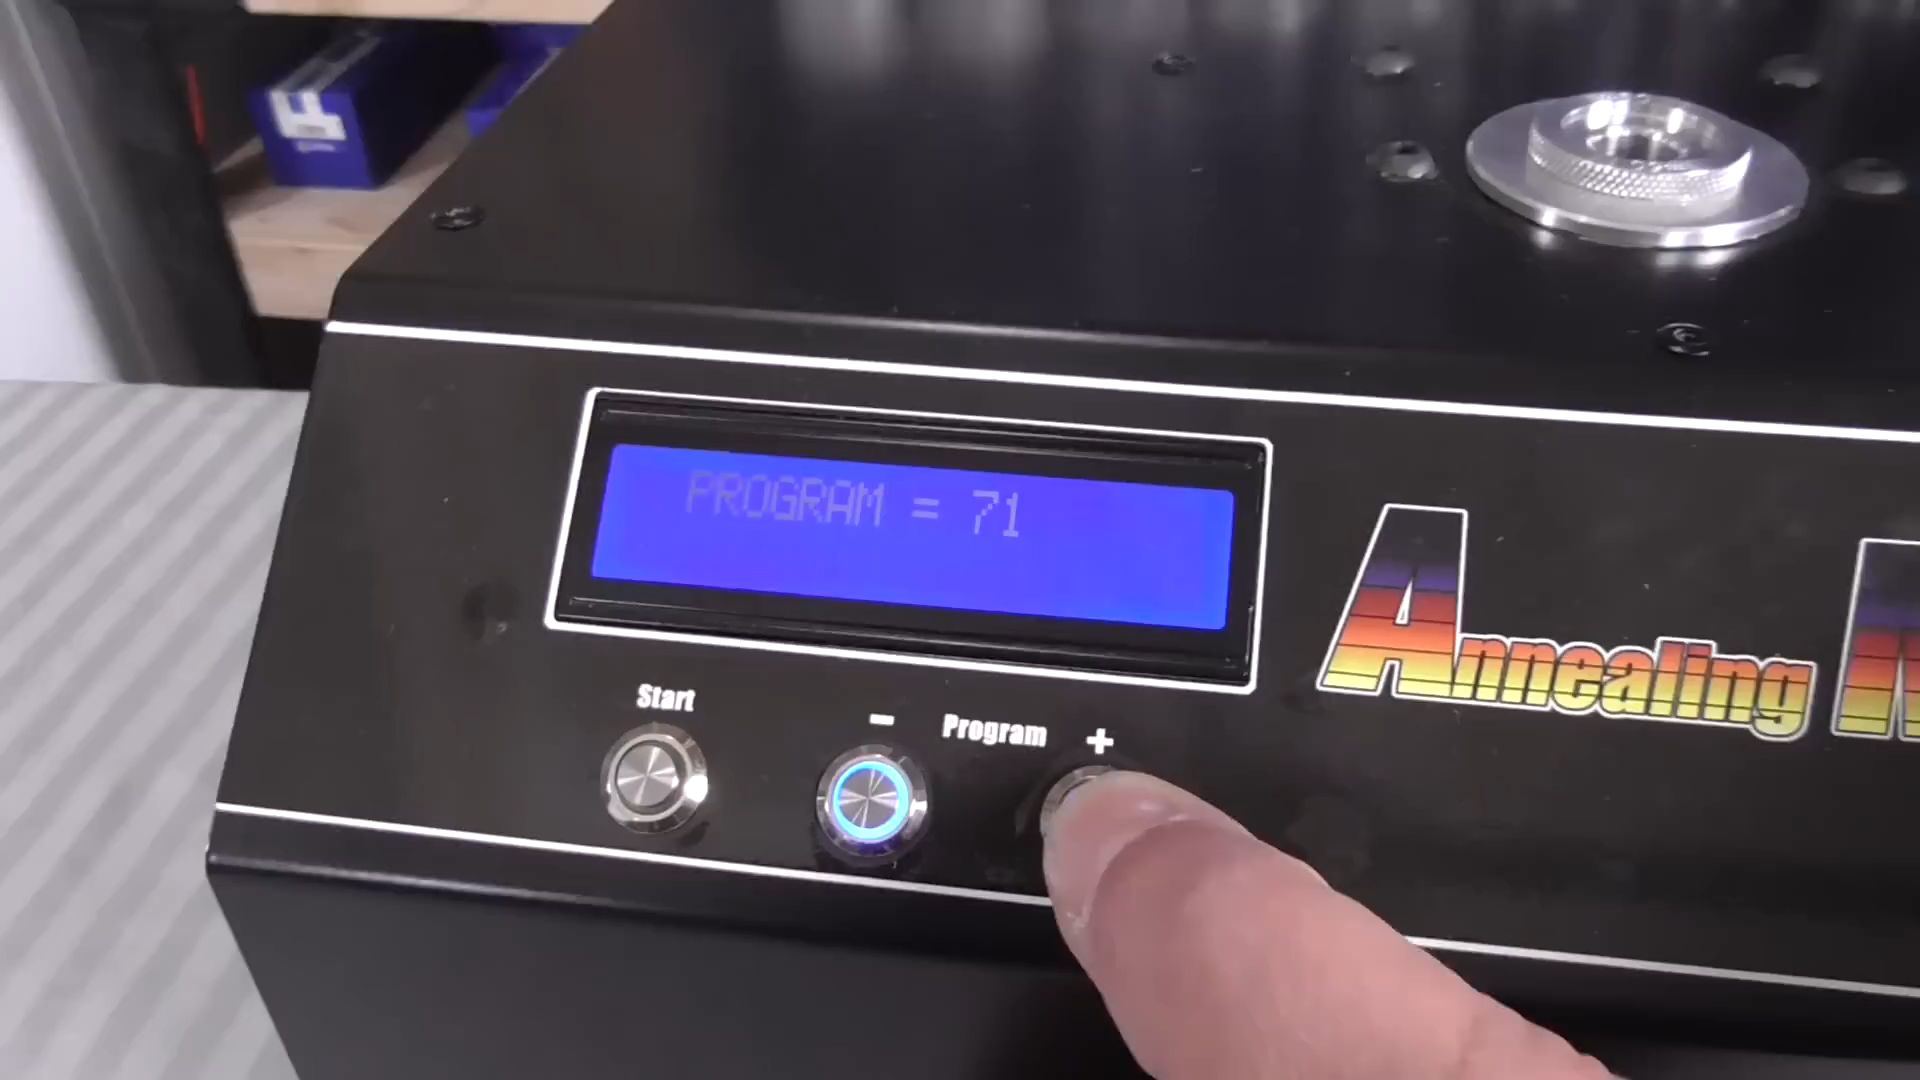 PROGRAM = 71
Start
- Program +
Annealing